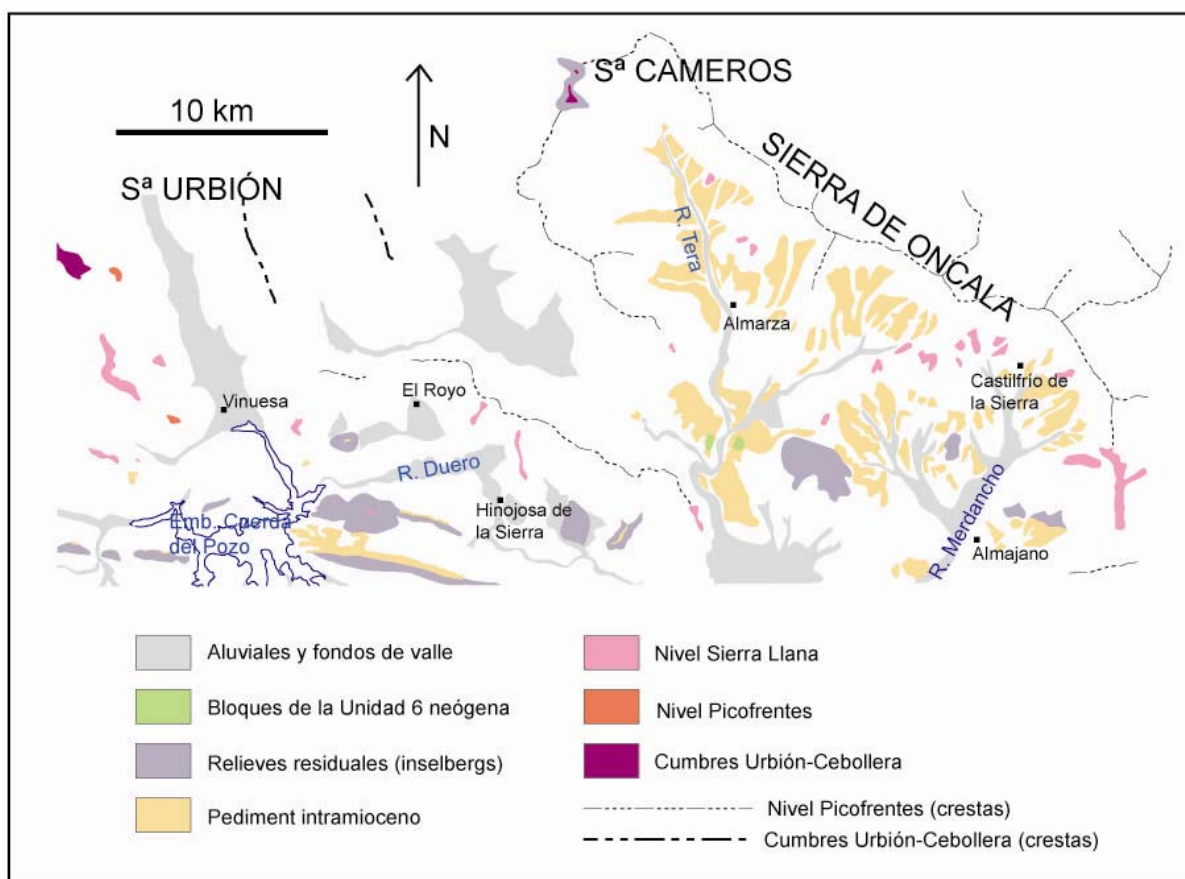 Sª CAMEROS
10 km
N
SIERRA DE ONCALA
Sª URBIÓN
R. Tera
Almarza
Castilfrío de
la Sierra
Vinuesa
El Royo
R. Duero
Hinojosa de
la Sierra
Emb. Cuerda
del Pozo
R. Merdancho
Almajano
Aluviales y fondos de valle
Bloques de la Unidad 6 neógena
Relieves residuales (inselbergs)
Pediment intramioceno
Nivel Sierra Llana
Nivel Picofrentes
Cumbres Urbión-Cebollera
Nivel Picofrentes (crestas)
Cumbres Urbión-Cebollera (crestas)